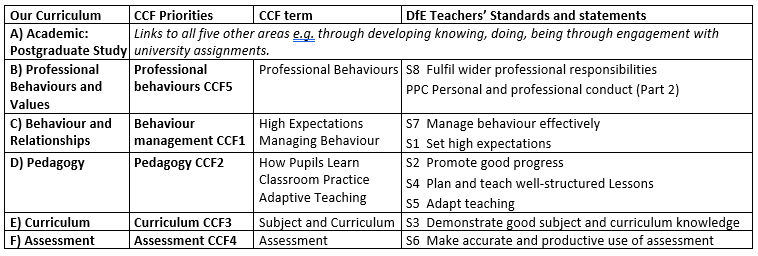 Our Curriculum CCF Priorities CCF term DfE Teachers' Standards and statements
A) Academic: Links to all five other areas e.g. through developing knowing, doing, being through engagement with
Postgraduate Study university assignments.
B) Professional Professional Professional Behaviours S8 Fulfil wider professional responsibilities
Behaviours and behaviours CCF5 PPC Personal and professional conduct (Part 2)
Values
C) Behaviour and Behaviour High Expectations S7 Manage behaviour effectively
Relationships management CCF1 Managing Behaviour S1 Set high expectations
D) Pedagogy Pedagogy CCF2 How Pupils Learn S2 Promote good progress
Classroom Practice S4 Plan and teach well-structured Lessons
Adaptive Teaching S5 Adapt teaching
E) Curriculum Curriculum CCF3 Subject and Curriculum S3 Demonstrate good subject and curriculum knowledge
F) Assessment Assessment CCF4 Assessment S6 Make accurate and productive use of assessment